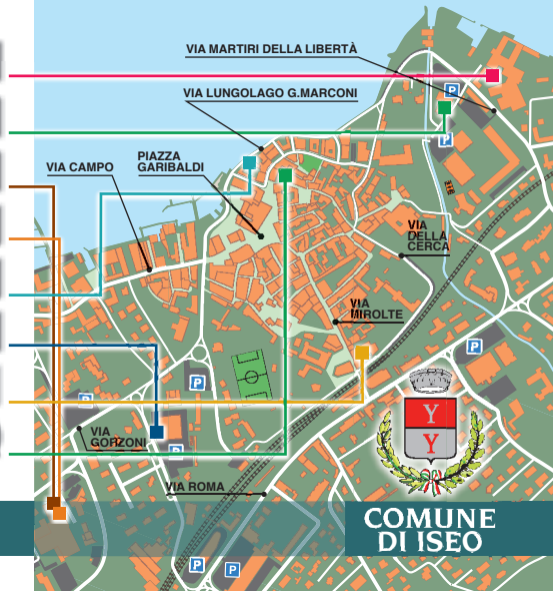 VIA MARTIRI DELLA LIBERTÀ
VIA LUNGOLAGO G.MARCONI
VIA CAMPO
PIAZZA
GARIBALDI
P
P
VIA
DELLA
CERCA
VIA
MIROLTE
P
P
P
VIA
GORZONI
P
VIA ROMA
Y
Y
COMUNE
DI ISEO
P
P